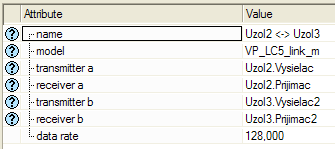 Attribute Value
name Uzol2 <-> Uzol3
model VP_LC5_link_m
transmitter a Uzol2.Vysielac
receiver a Uzol2.Prijimac
transmitter b Uzol3.Vysielac2
receiver b Uzol3.Prijimac2
data rate 128,000